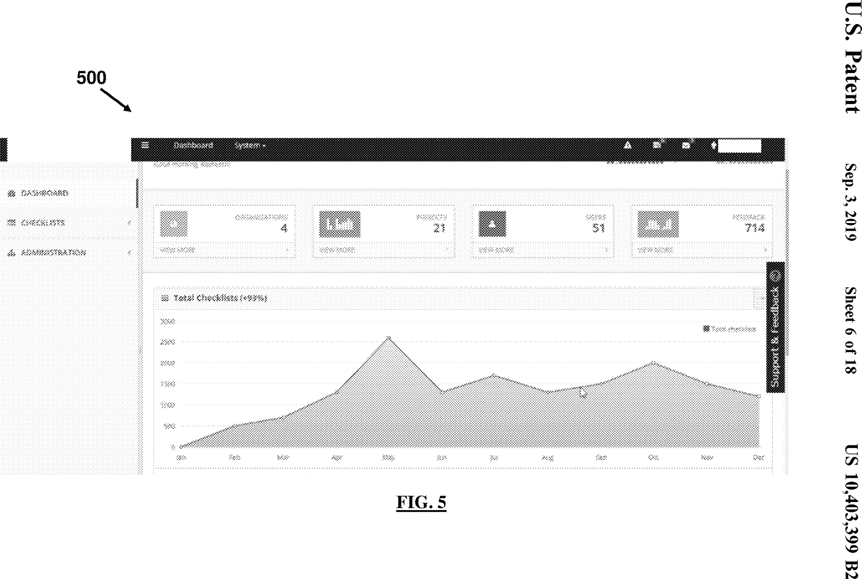 U.S. Patent
Sep. 3, 2019
Sheet 6 of 18
US 10,403,399 B2
500
Dashboard System
Good morning
DASHBOARD
CHECKLISTS
ADMINISTRATION
ORGANIZATIONS
4
VIEW MORE
PROJECTS
21
VIEW MORE
USERS
51
VIEW MORE
FEEDBACK
714
VIEW MORE
Support & Feedback
Total Checklists (+93%)
Total checklists
3000
2500
2000
1500
1000
500
0
Jan Feb Mar Apr May Jun Jul Aug Sep Oct Nov Dec
FIG. 5